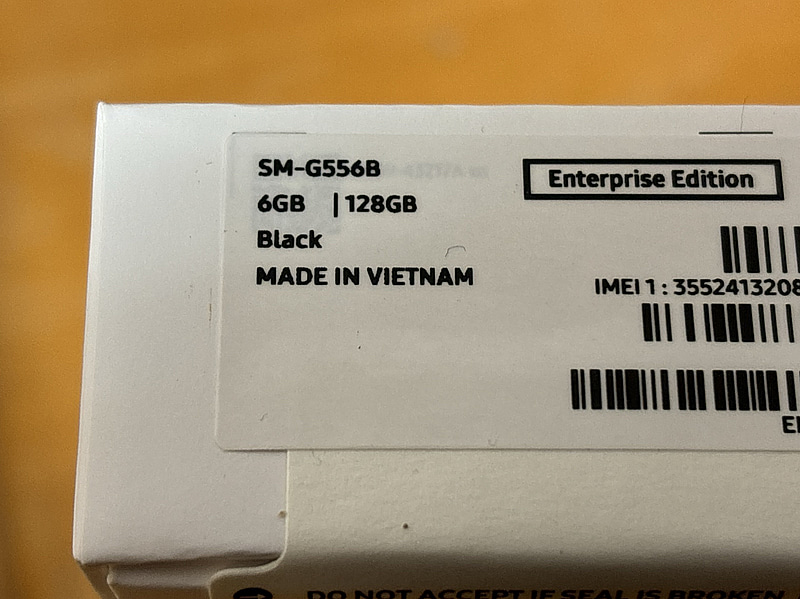 SM-G556B
Enterprise Edition
6GB | 128GB
Black
MADE IN VIETNAM
IMEI 1 : 3552413208
DO NOT ACCEPT IF SEAL IS BROKEN